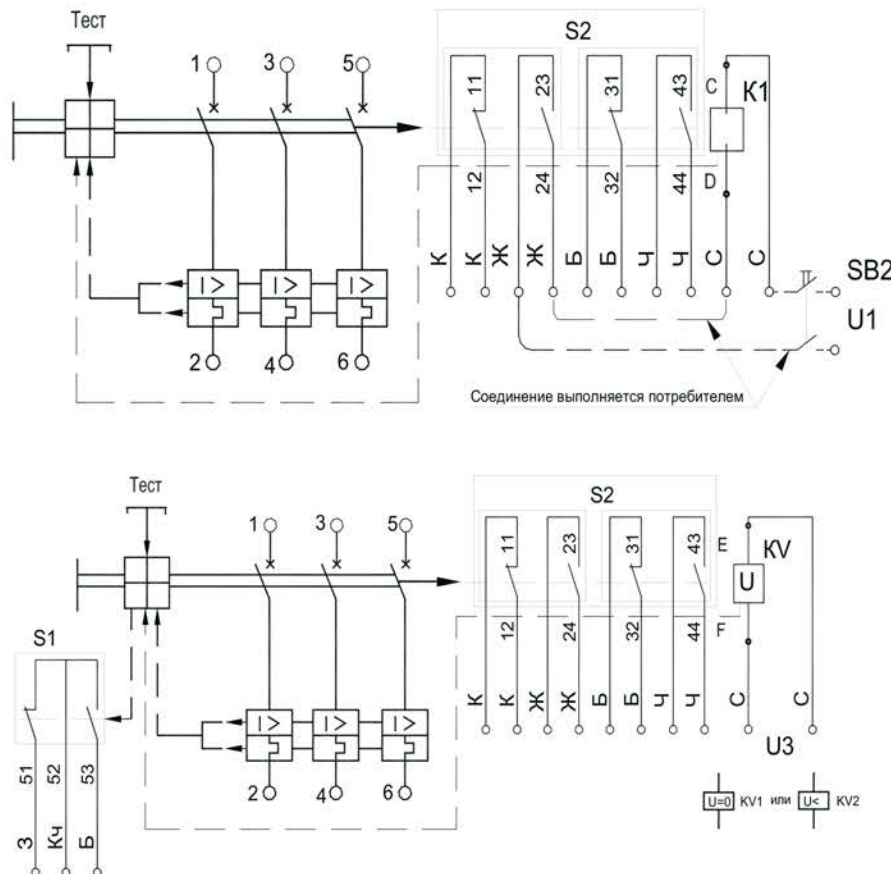 Тест
S2
1 3 5
11 23 31 43 C K1
12 24 32 44 D
К К Ж Ж Б Б Ч Ч С С
SB2
U1
I> I> I>
2 4 6
Соединение выполняется потребителем
Тест
S2
1 3 5
11 23 31 43 E KV
U
12 24 32 44 F
S1
К К Ж Ж Б Б Ч Ч С С
U3
I> I> I>
51 52 53
2 4 6
U=0 KV1 или U< KV2
З Кч Б